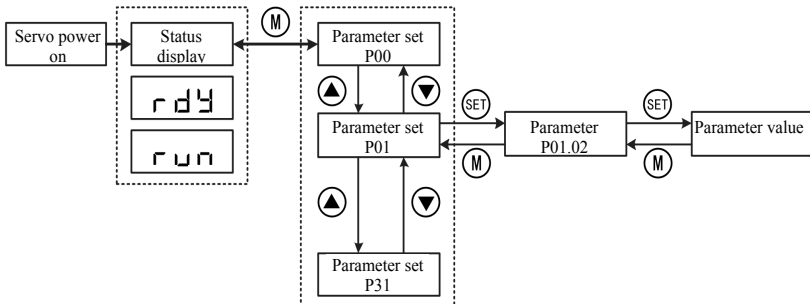 Servo power
on
Status
display
M
Parameter set
P00
rdy
run
▲
▼
Parameter set
P01
SET
M
Parameter
P01.02
SET
M
Parameter value
▲
▼
Parameter set
P31